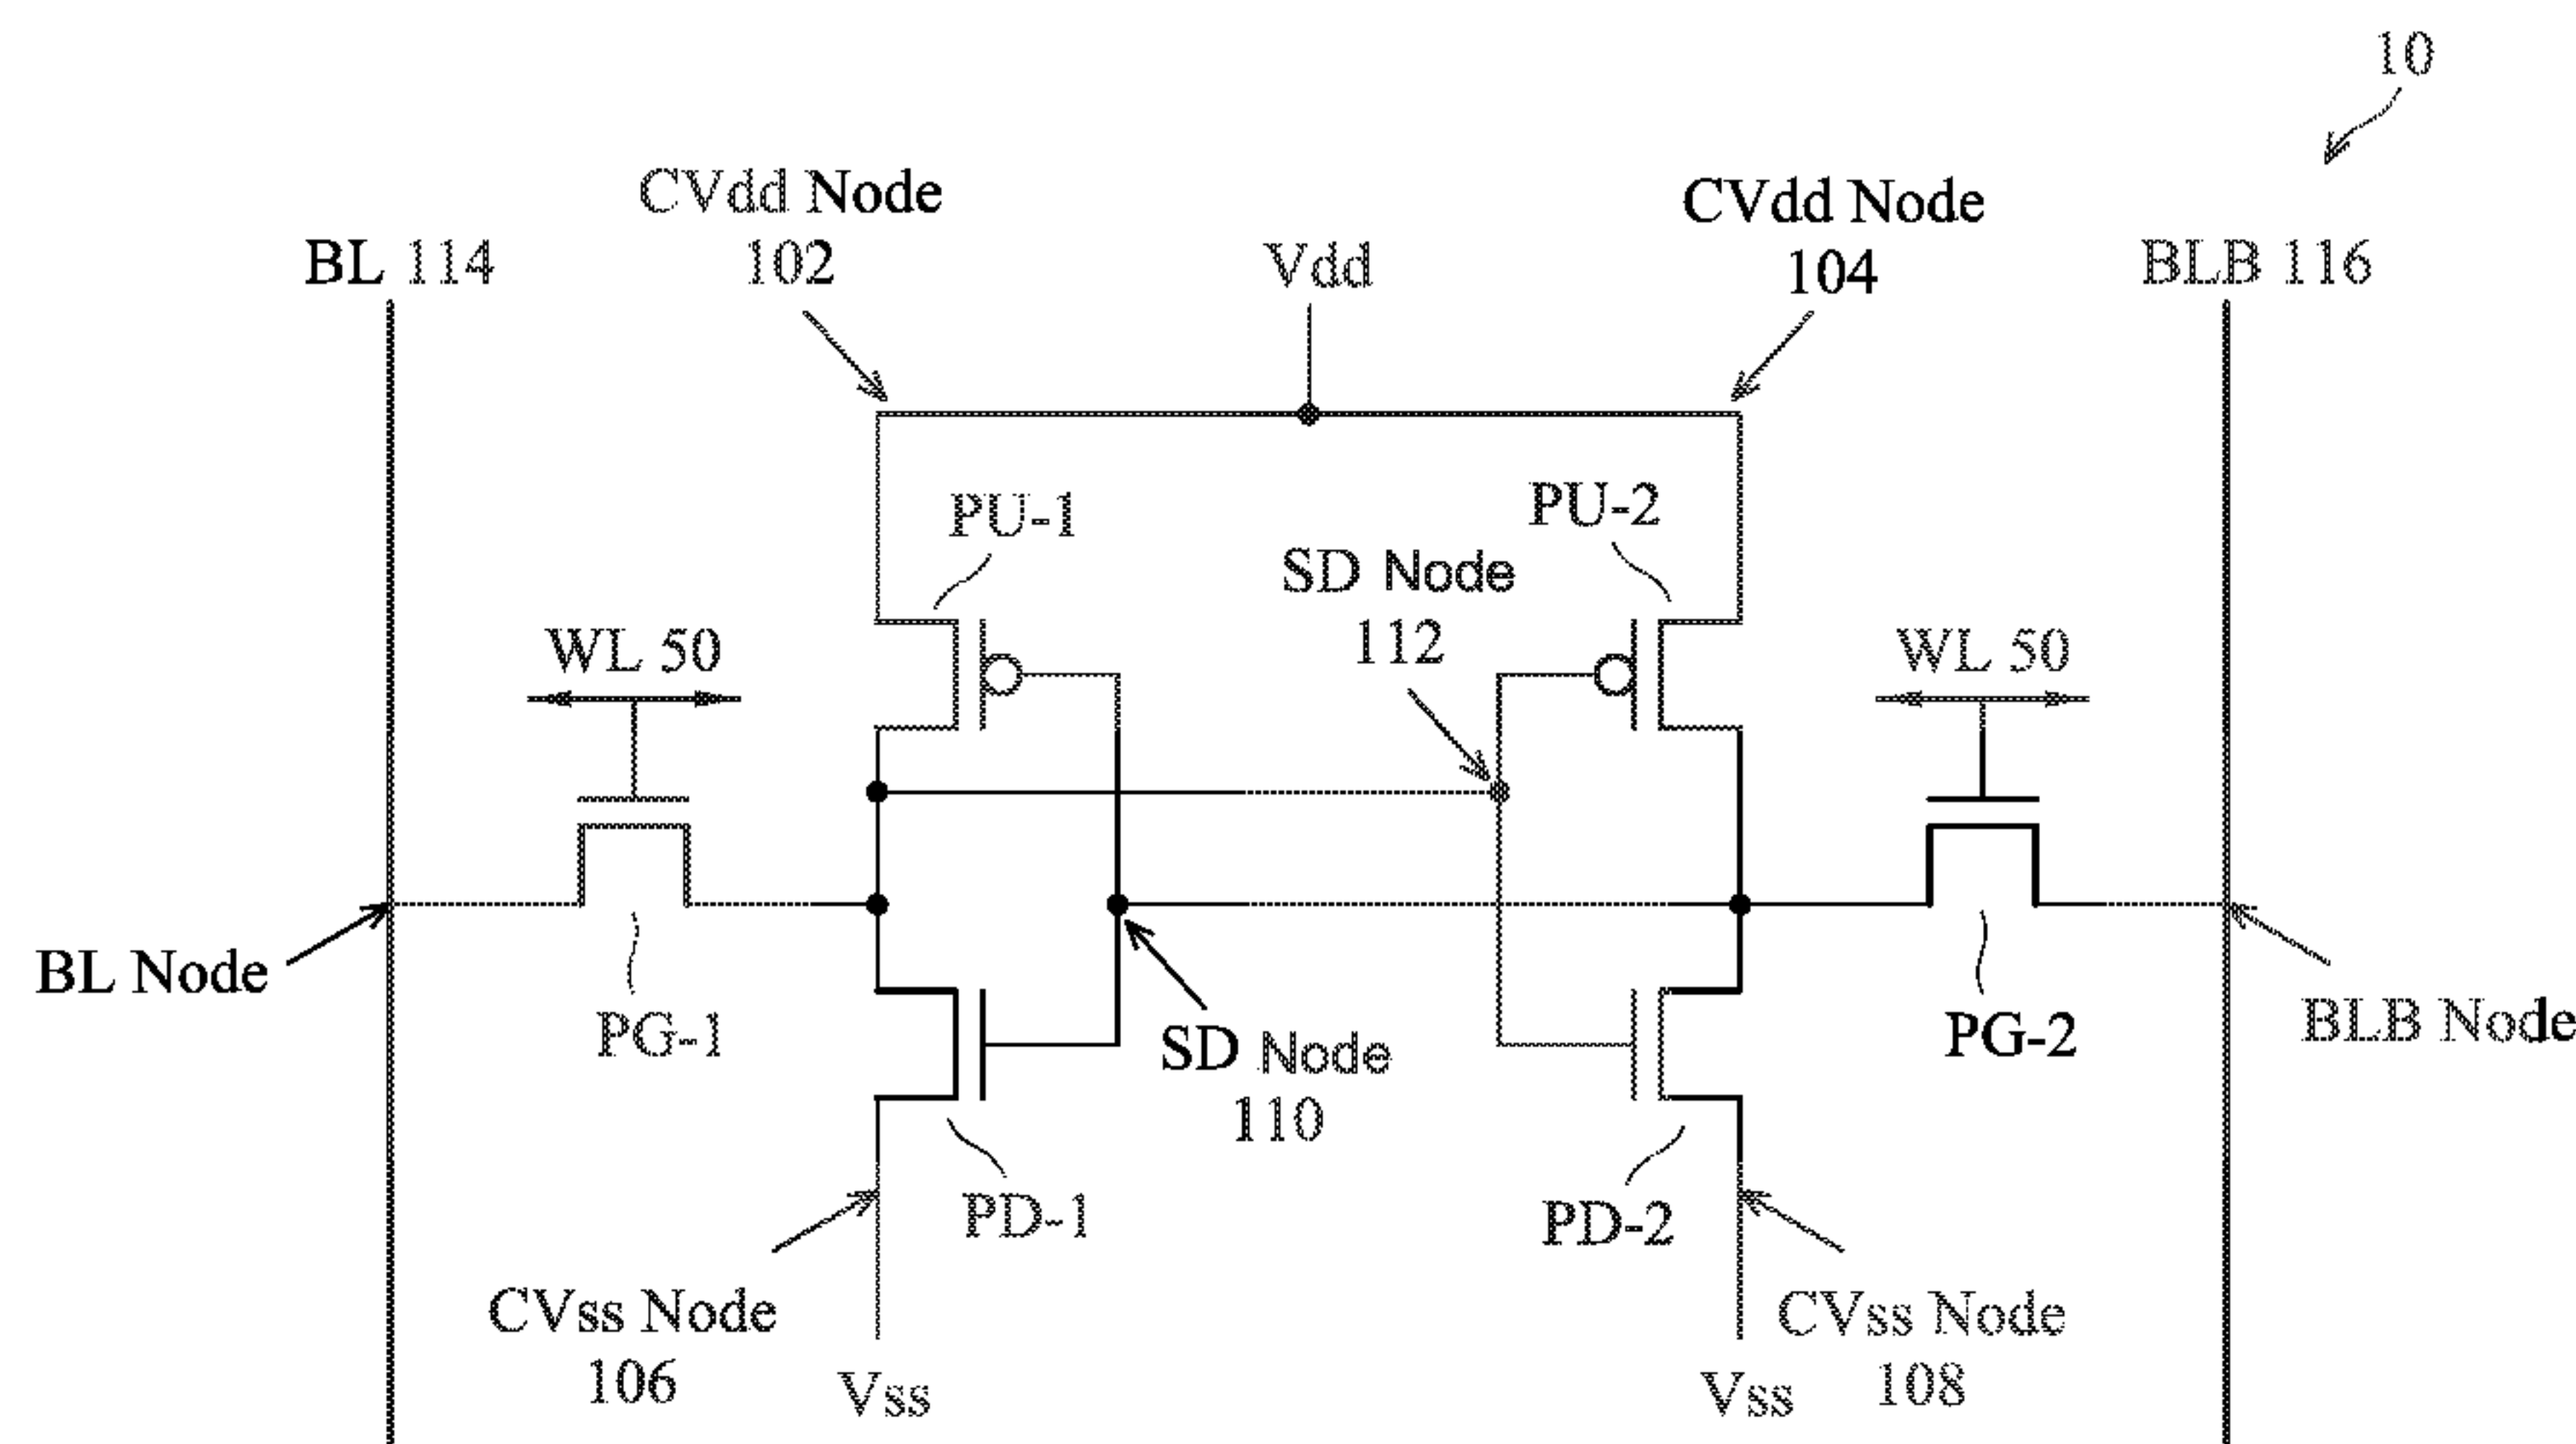 10
CVdd Node
102
CVdd Node
104
BL 114
Vdd
BLB 116
PU-1
PU-2
SD Node
112
WL 50
WL 50
BL Node
PG-1
SD Node
110
PG-2
BLB Node
PD-1
PD-2
CVss Node
106
Vss
Vss
CVss Node
108